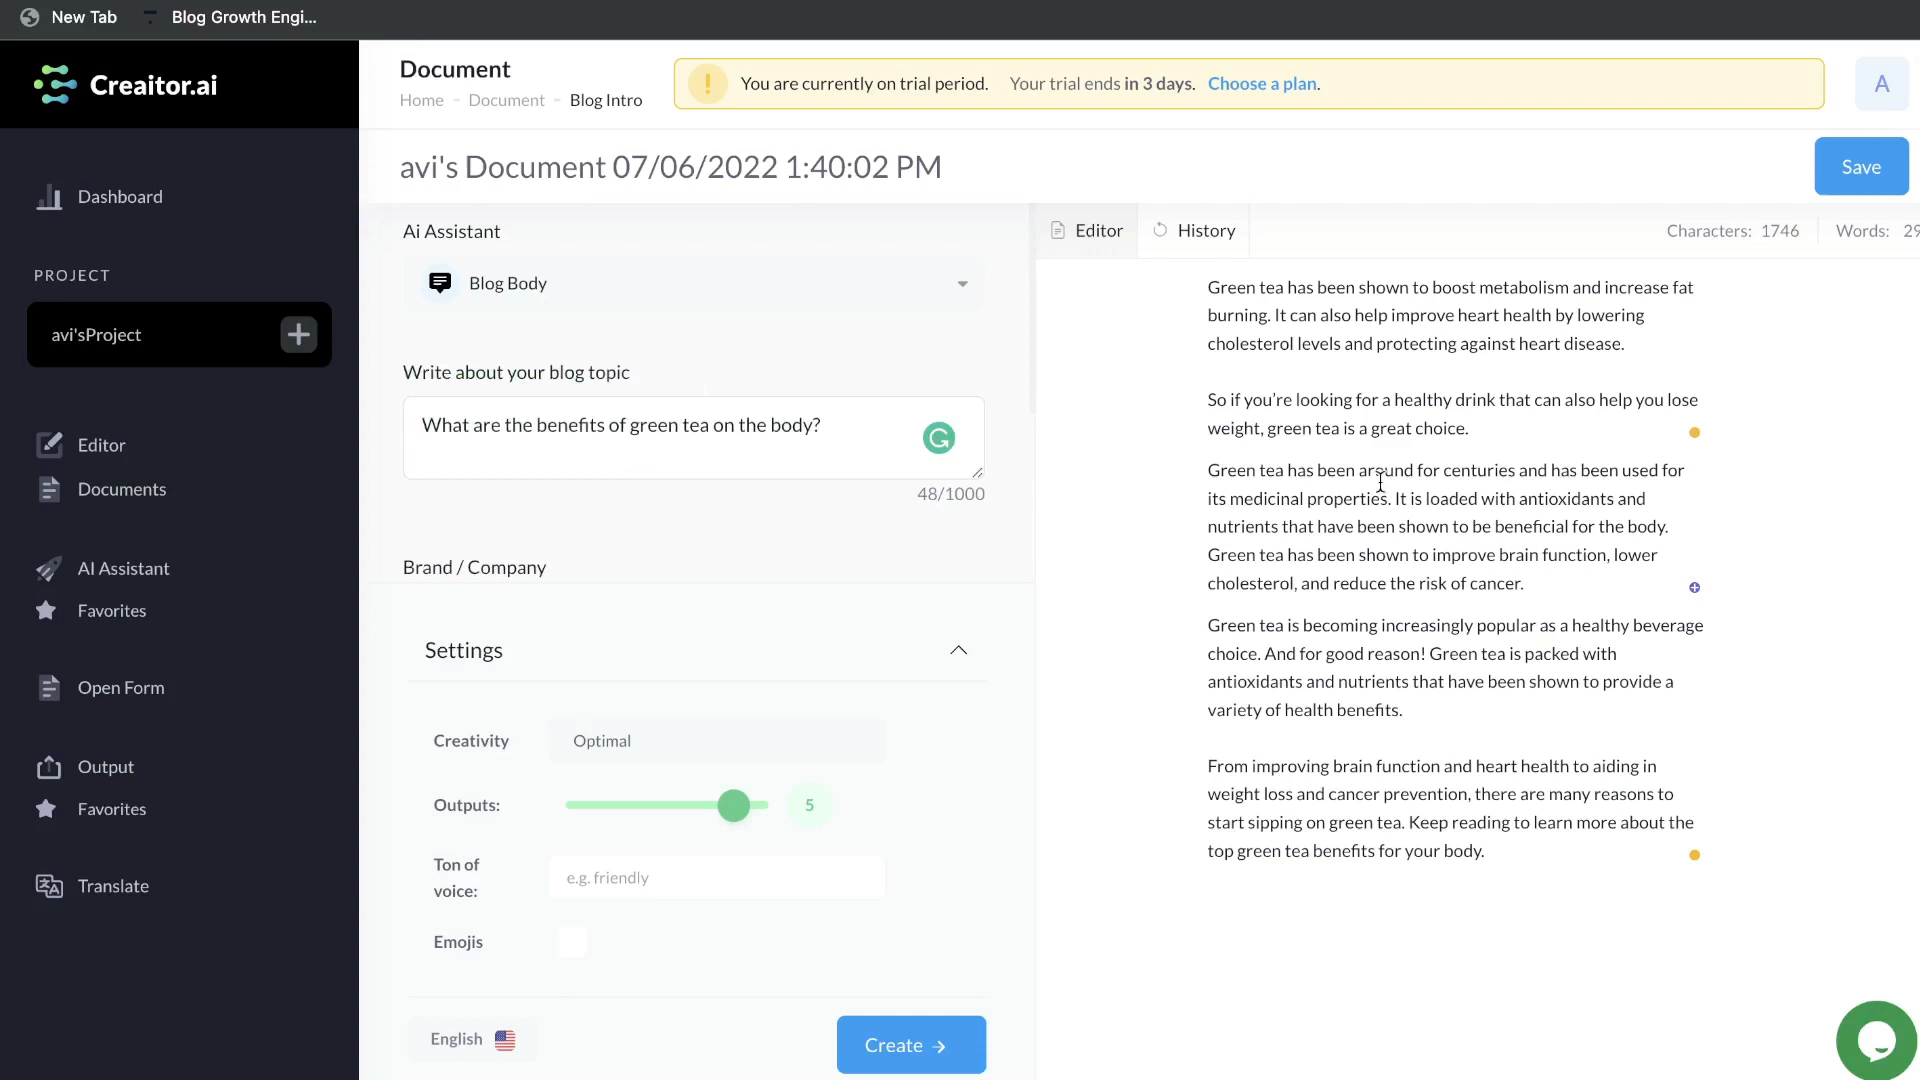 New Tab
Blog Growth Engi...
Creaitor.ai
Document
Home - Document - Blog Intro
You are currently on trial period. Your trial ends in 3 days. Choose a plan.
A
avi's Document 07/06/2022 1:40:02 PM
Save
Dashboard
PROJECT
avi'sProject
Editor
Documents
AI Assistant
Favorites
Open Form
Output
Favorites
Translate
Ai Assistant
Blog Body
Write about your blog topic
What are the benefits of green tea on the body?
48/1000
Brand / Company
Settings
Creativity
Optimal
Outputs:
5
Ton of
voice:
e.g. friendly
Emojis
English
Create →
Editor
History
Characters: 1746
Words:
Green tea has been shown to boost metabolism and increase fat
burning. It can also help improve heart health by lowering
cholesterol levels and protecting against heart disease.
So if you’re looking for a healthy drink that can also help you lose
weight, green tea is a great choice.
Green tea has been around for centuries and has been used for
its medicinal properties. It is loaded with antioxidants and
nutrients that have been shown to be beneficial for the body.
Green tea has been shown to improve brain function, lower
cholesterol, and reduce the risk of cancer.
Green tea is becoming increasingly popular as a healthy beverage
choice. And for good reason! Green tea is packed with
antioxidants and nutrients that have been shown to provide a
variety of health benefits.
From improving brain function and heart health to aiding in
weight loss and cancer prevention, there are many reasons to
start sipping on green tea. Keep reading to learn more about the
top green tea benefits for your body.